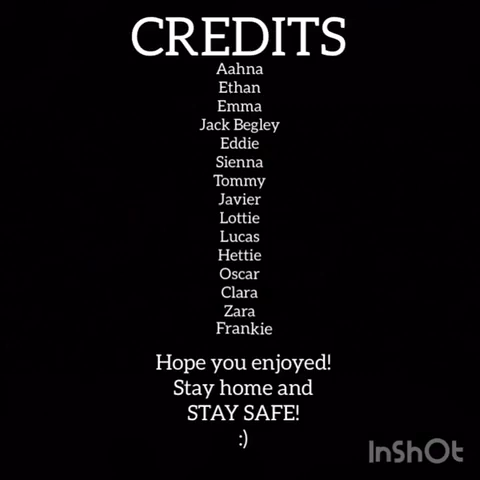 CREDITS
Aahna
Ethan
Emma
Jack Begley
Eddie
Sienna
Tommy
Javier
Lottie
Lucas
Hettie
Oscar
Clara
Zara
Frankie
Hope you enjoyed!
Stay home and
STAY SAFE!
:)
InShOt